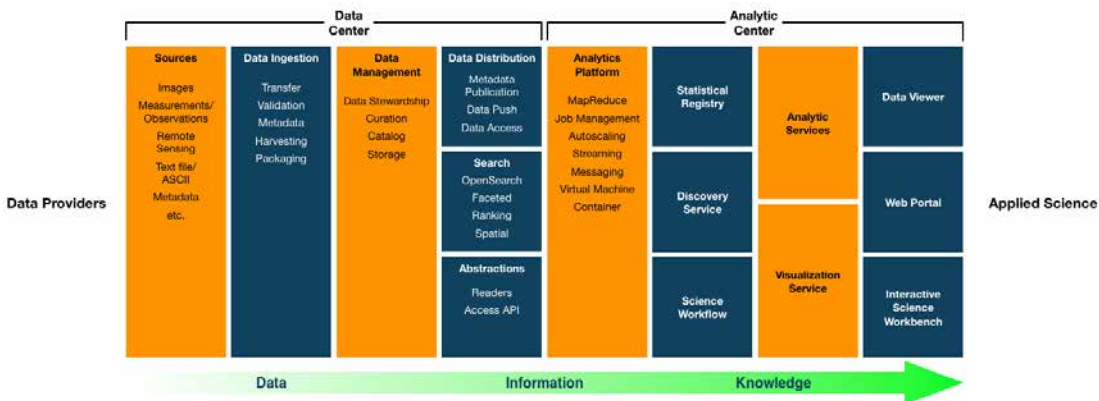 Data
Center
Analytic
Center
Data Providers
Sources
Images
Measurements/
Observations
Remote
Sensing
Text file/
ASCII
Metadata
etc.
Data Ingestion
Transfer
Validation
Metadata
Harvesting
Packaging
Data
Management
Data Stewardship
Curation
Catalog
Storage
Data Distribution
Metadata
Publication
Data Push
Data Access
Search
OpenSearch
Faceted
Ranking
Spatial
Abstractions
Readers
Access API
Analytics
Platform
MapReduce
Job Management
Autoscaling
Streaming
Messaging
Virtual Machine
Container
Statistical
Registry
Discovery
Service
Science
Workflow
Analytic
Services
Visualization
Service
Data Viewer
Web Portal
Interactive
Science
Workbench
Applied Science
Data
Information
Knowledge